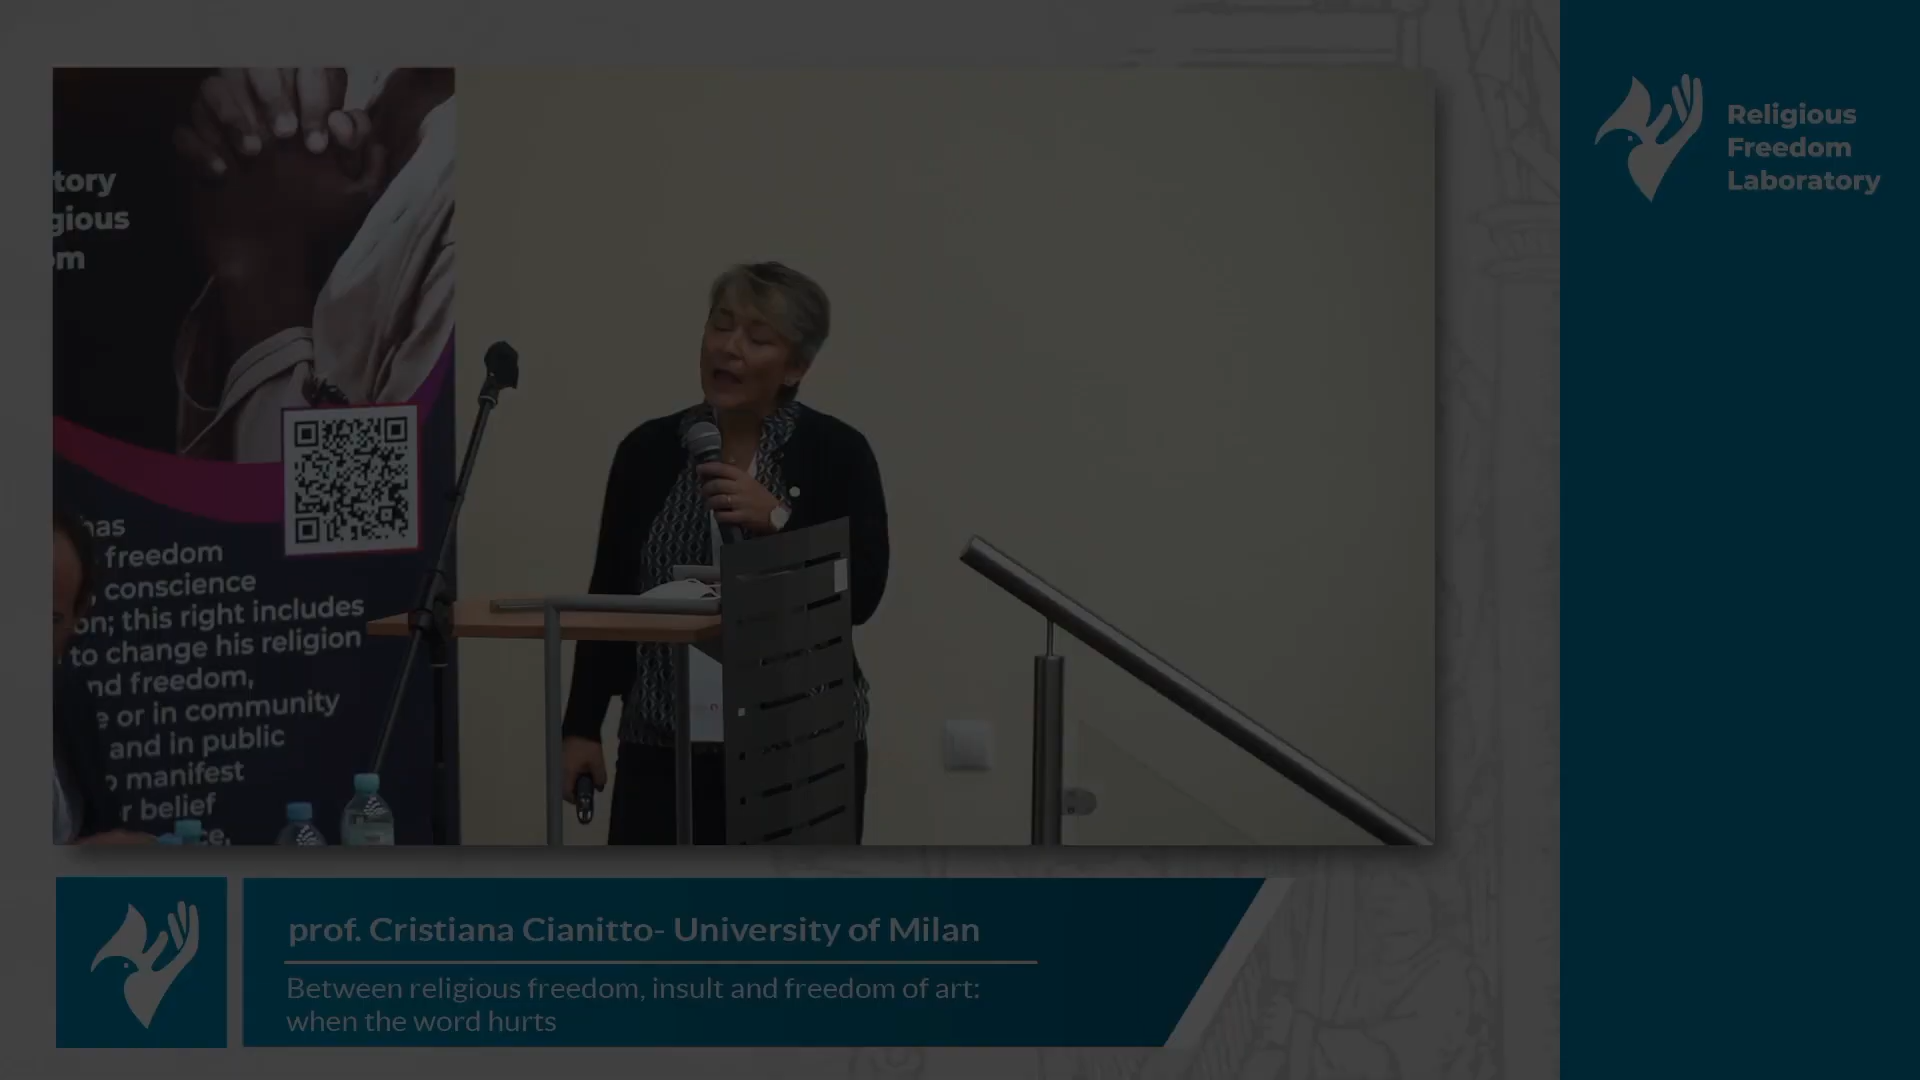 Religious
Freedom
Laboratory
tory
gious
m
has
freedom
, conscience
on; this right includes
to change his religion
nd freedom,
e or in community
and in public
o manifest
r belief
ce,
prof. Cristiana Cianitto- University of Milan
Between religious freedom, insult and freedom of art:
when the word hurts